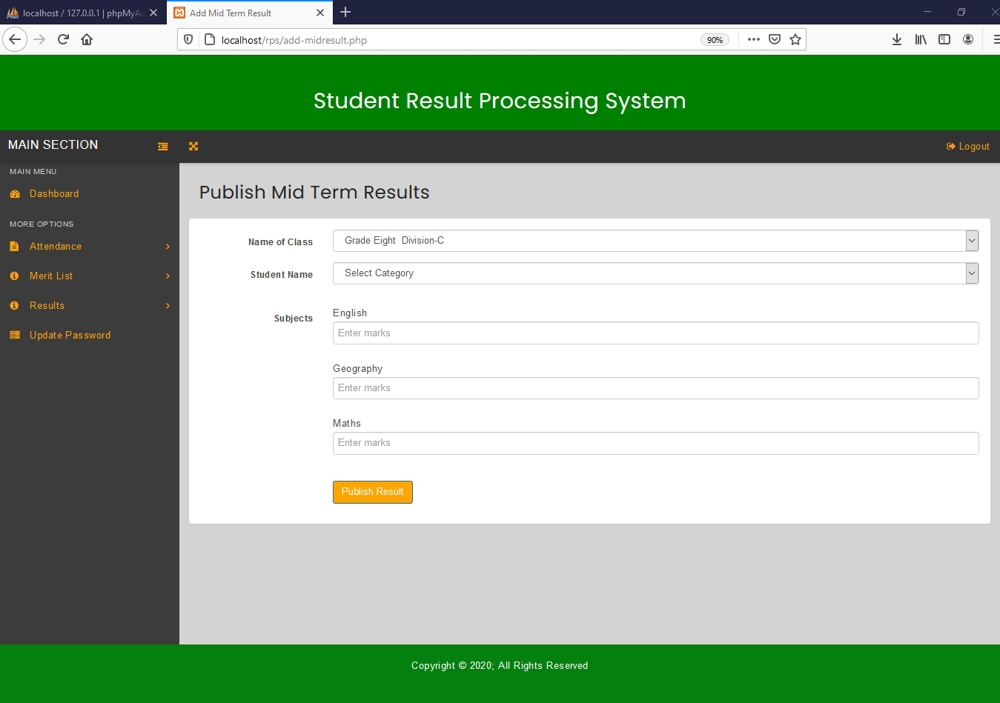 localhost / 127.0.0.1 | phpMyAd
Add Mid Term Result
localhost/rps/add-midresult.php
90%
Student Result Processing System
MAIN SECTION
Logout
MAIN MENU
Dashboard
MORE OPTIONS
Attendance
Merit List
Results
Update Password
Publish Mid Term Results
Name of Class
Grade Eight  Division-C
Student Name
Select Category
Subjects
English
Enter marks
Geography
Enter marks
Maths
Enter marks
Publish Result
Copyright © 2020; All Rights Reserved